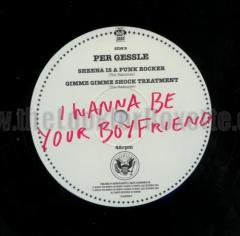 SIDE B
PER GESSLE
SHEENA IS A PUNK ROCKER
(The Ramones)
GIMME GIMME SHOCK TREATMENT
(The Ramones)
I WANNA BE
YOUR BOYFRIEND
45rpm